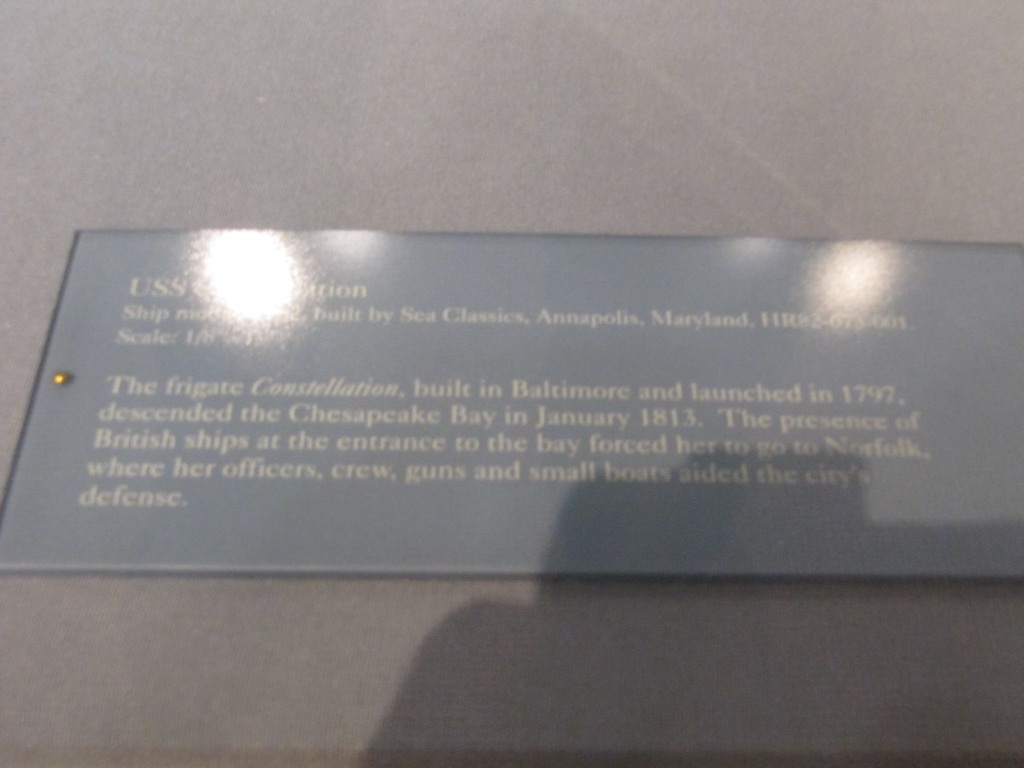 USS
Ship built by Sea Classics, Annapolis, Maryland,
Scale:
The frigate Constellation, built in Baltimore and launched in 1797,
descended the Chesapeake Bay in January 1813. The presence of
British ships at the entrance to the bay forced her to go to Norfolk,
where her officers, crew, guns and small boats aided the city's
defense.